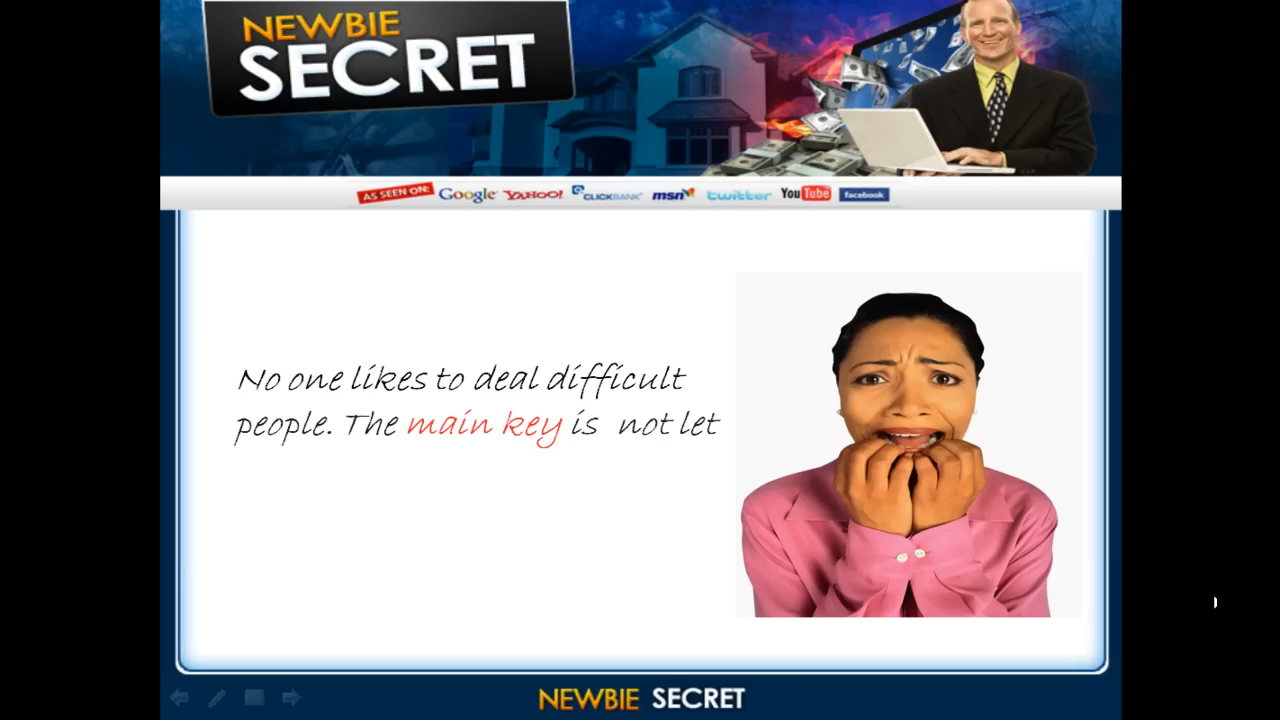 NEWBIE
SECRET
AS SEEN ON: Google YAHOO! CLICKBANK msn twitter YouTube facebook
No one likes to deal difficult
people. The main key is not let
NEWBIE SECRET